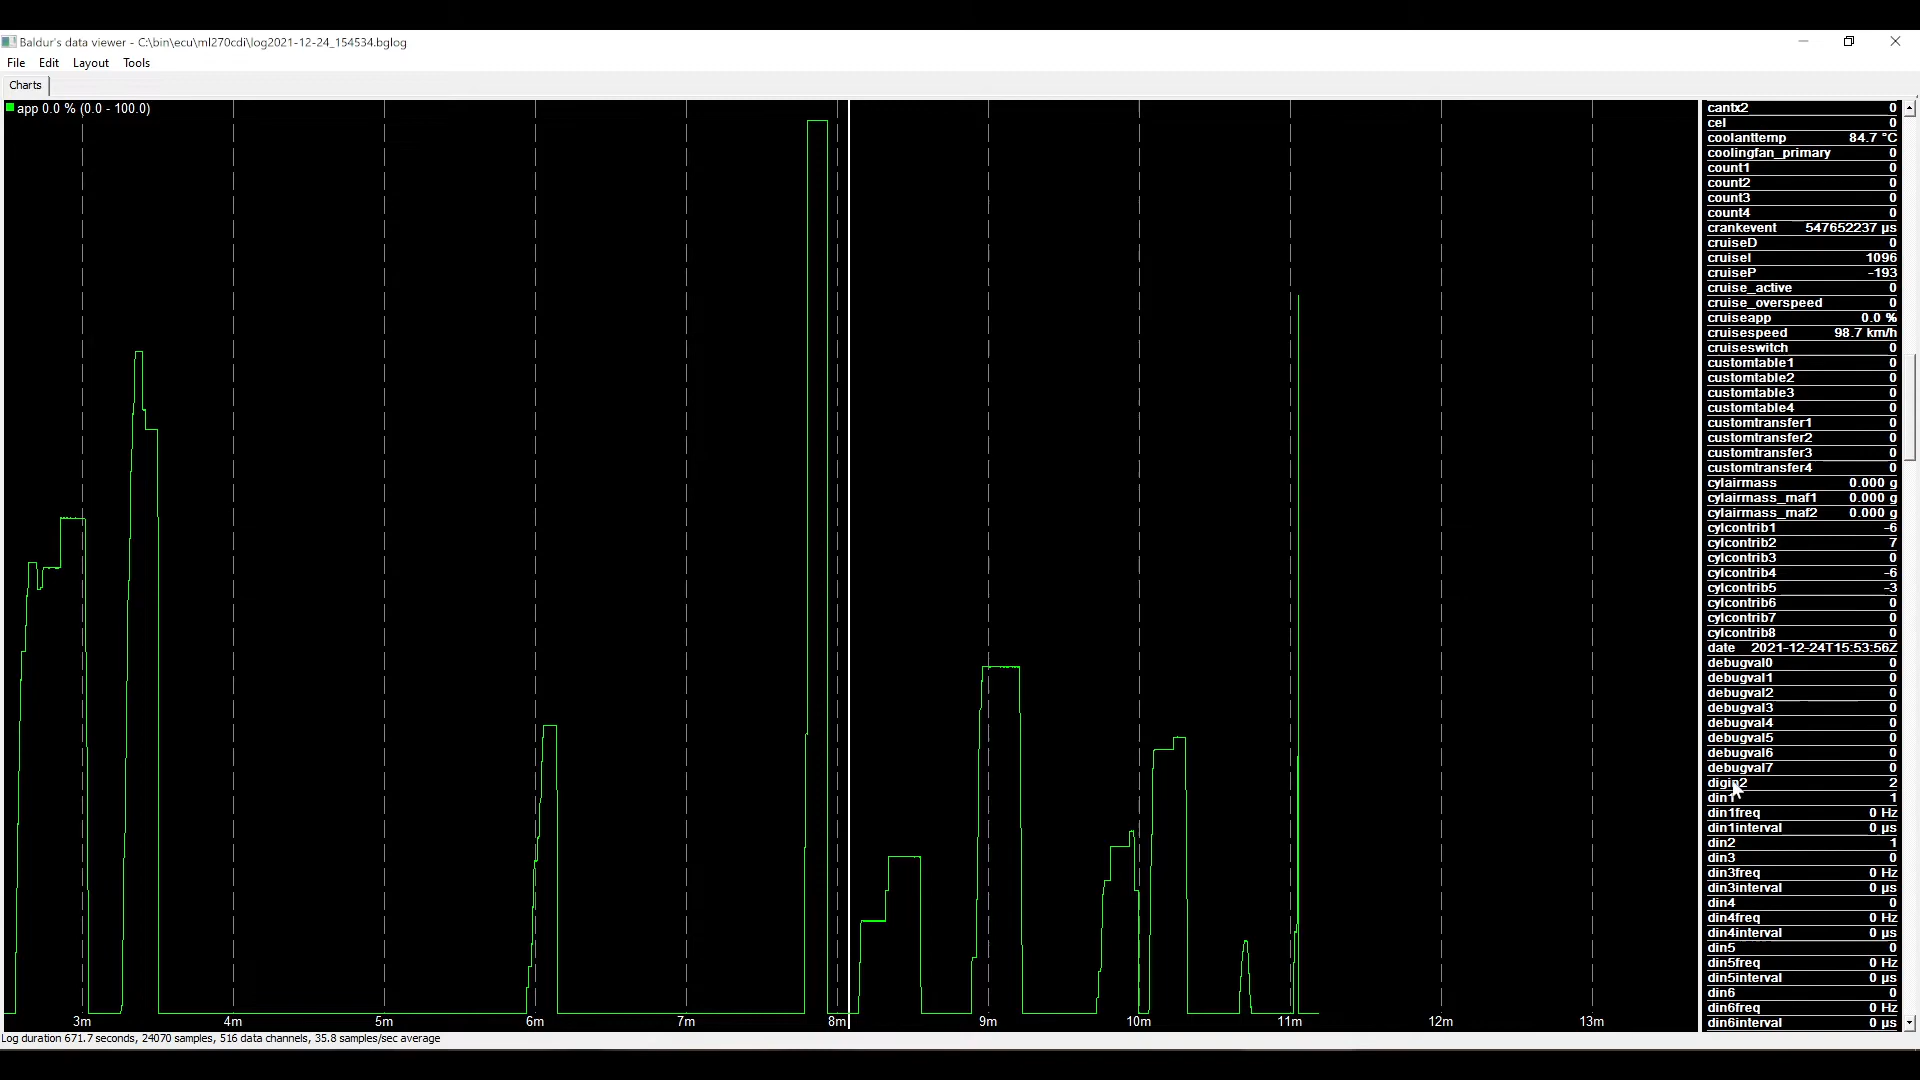 Baldur's data viewer - C:\bin\ecu\ml270cdi\log2021-12-24_154534.bglog
File Edit Layout Tools
Charts
app 0.0 % (0.0 - 100.0)
3m 4m 5m 6m 7m 8m 9m 10m 11m 12m 13m
cantx2 0
cel 0
coolanttemp 84.7 °C
coolingfan_primary 0
count1 0
count2 0
count3 0
count4 0
crankevent 547652237 µs
cruiseD 0
cruiseI 1096
cruiseP -193
cruise_active 0
cruise_overspeed 0
cruiseapp 0.0 %
cruisespeed 98.7 km/h
cruiseswitch 0
customtable1 0
customtable2 0
customtable3 0
customtable4 0
customtransfer1 0
customtransfer2 0
customtransfer3 0
customtransfer4 0
cylairmass 0.000 g
cylairmass_maf1 0.000 g
cylairmass_maf2 0.000 g
cylcontrib1 -6
cylcontrib2 7
cylcontrib3 0
cylcontrib4 -6
cylcontrib5 -3
cylcontrib6 0
cylcontrib7 0
cylcontrib8 0
date 2021-12-24T15:53:56Z
debugval0 0
debugval1 0
debugval2 0
debugval3 0
debugval4 0
debugval5 0
debugval6 0
debugval7 0
digin2 2
din1 1
din1freq 0 Hz
din1interval 0 µs
din2 1
din3 0
din3freq 0 Hz
din3interval 0 µs
din4 0
din4freq 0 Hz
din4interval 0 µs
din5 0
din5freq 0 Hz
din5interval 0 µs
din6 0
din6freq 0 Hz
din6interval 0 µs
Log duration 671.7 seconds, 24070 samples, 516 data channels, 35.8 samples/sec average